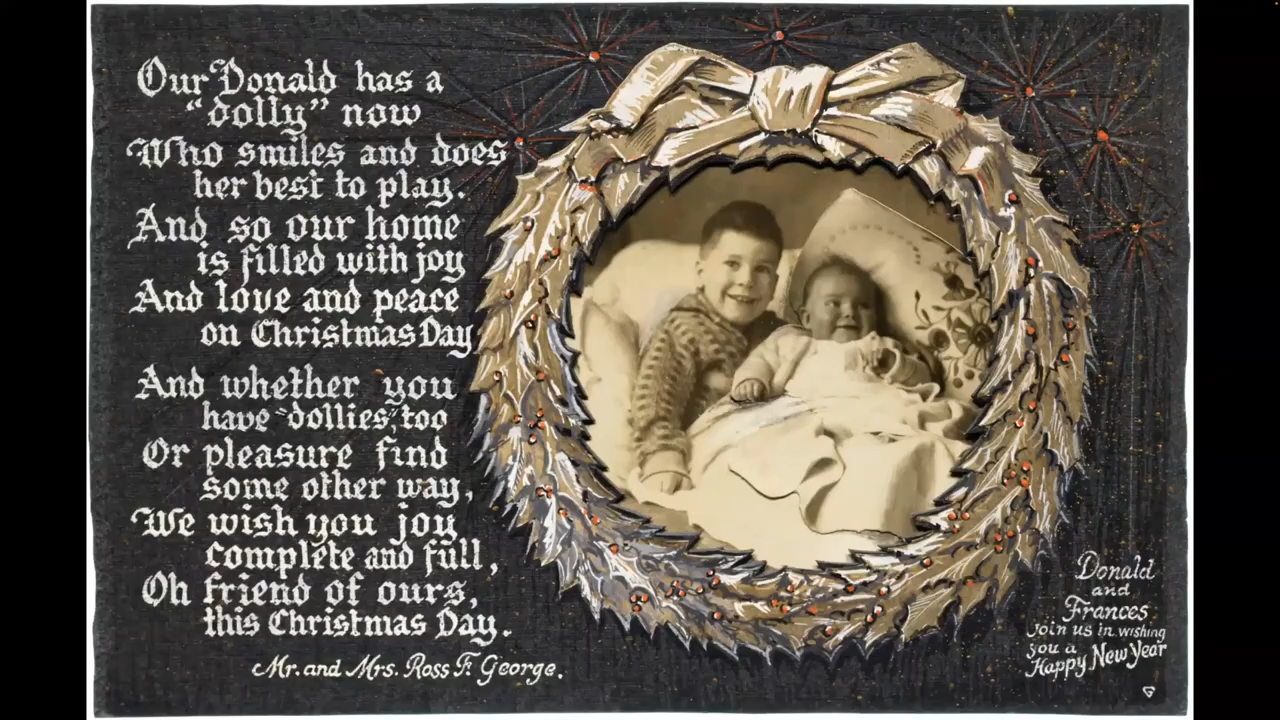 Our Donald has a
"dolly" now
Who smiles and does
her best to play.
And so our home
is filled with joy
And love and peace
on Christmas Day
And whether you
have "dollies," too
Or pleasure find
some other way,
We wish you joy
complete and full,
Oh friend of ours,
this Christmas Day.
Mr. and Mrs. Ross F. George.
Donald
and
Frances
join us in wishing
you a
Happy New Year
G